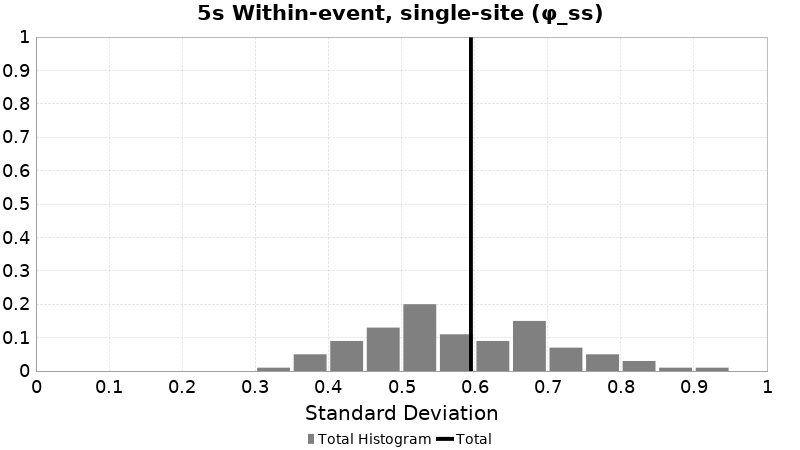 5s Within-event, single-site (φ_ss)
1
0.9
0.8
0.7
0.6
0.5
0.4
0.3
0.2
0.1
0
0 0.1 0.2 0.3 0.4 0.5 0.6 0.7 0.8 0.9 1
Standard Deviation
Total Histogram Total